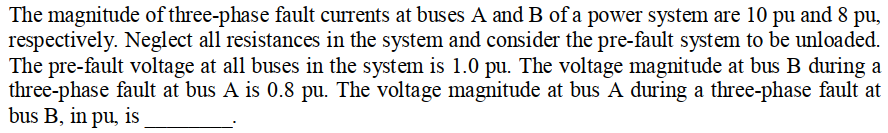 The magnitude of three-phase fault currents at buses A and B of a power system are 10 pu and 8 pu,
respectively. Neglect all resistances in the system and consider the pre-fault system to be unloaded.
The pre-fault voltage at all buses in the system is 1.0 pu. The voltage magnitude at bus B during a
three-phase fault at bus A is 0.8 pu. The voltage magnitude at bus A during a three-phase fault at
bus B, in pu, is ________.